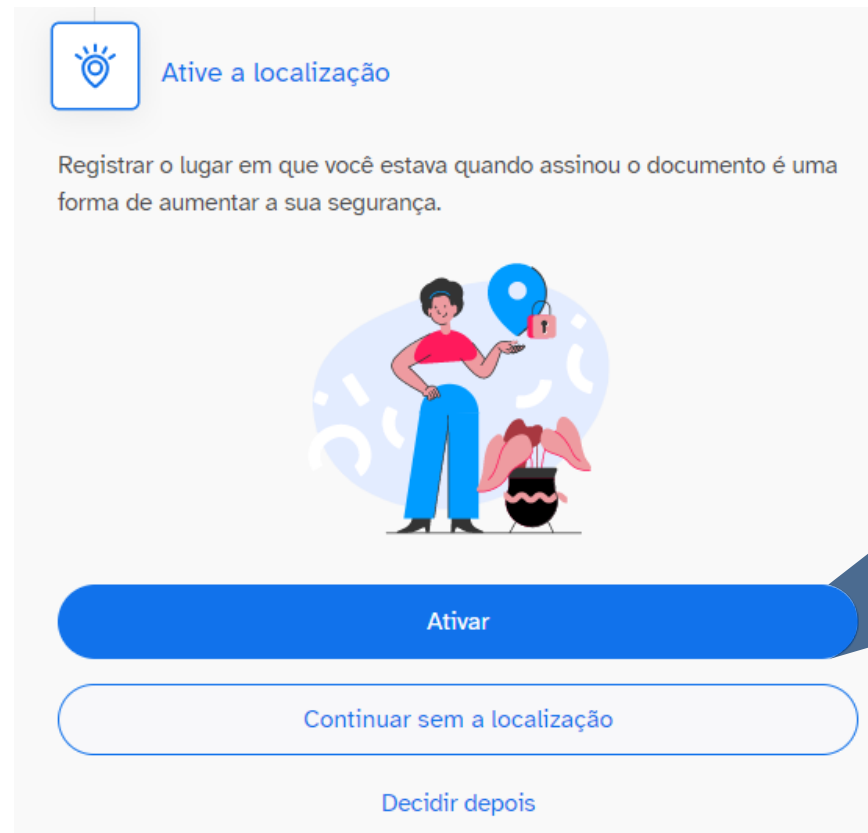 Ative a localização
Registrar o lugar em que você estava quando assinou o documento é uma
forma de aumentar a sua segurança.
Ativar
Continuar sem a localização
Decidir depois